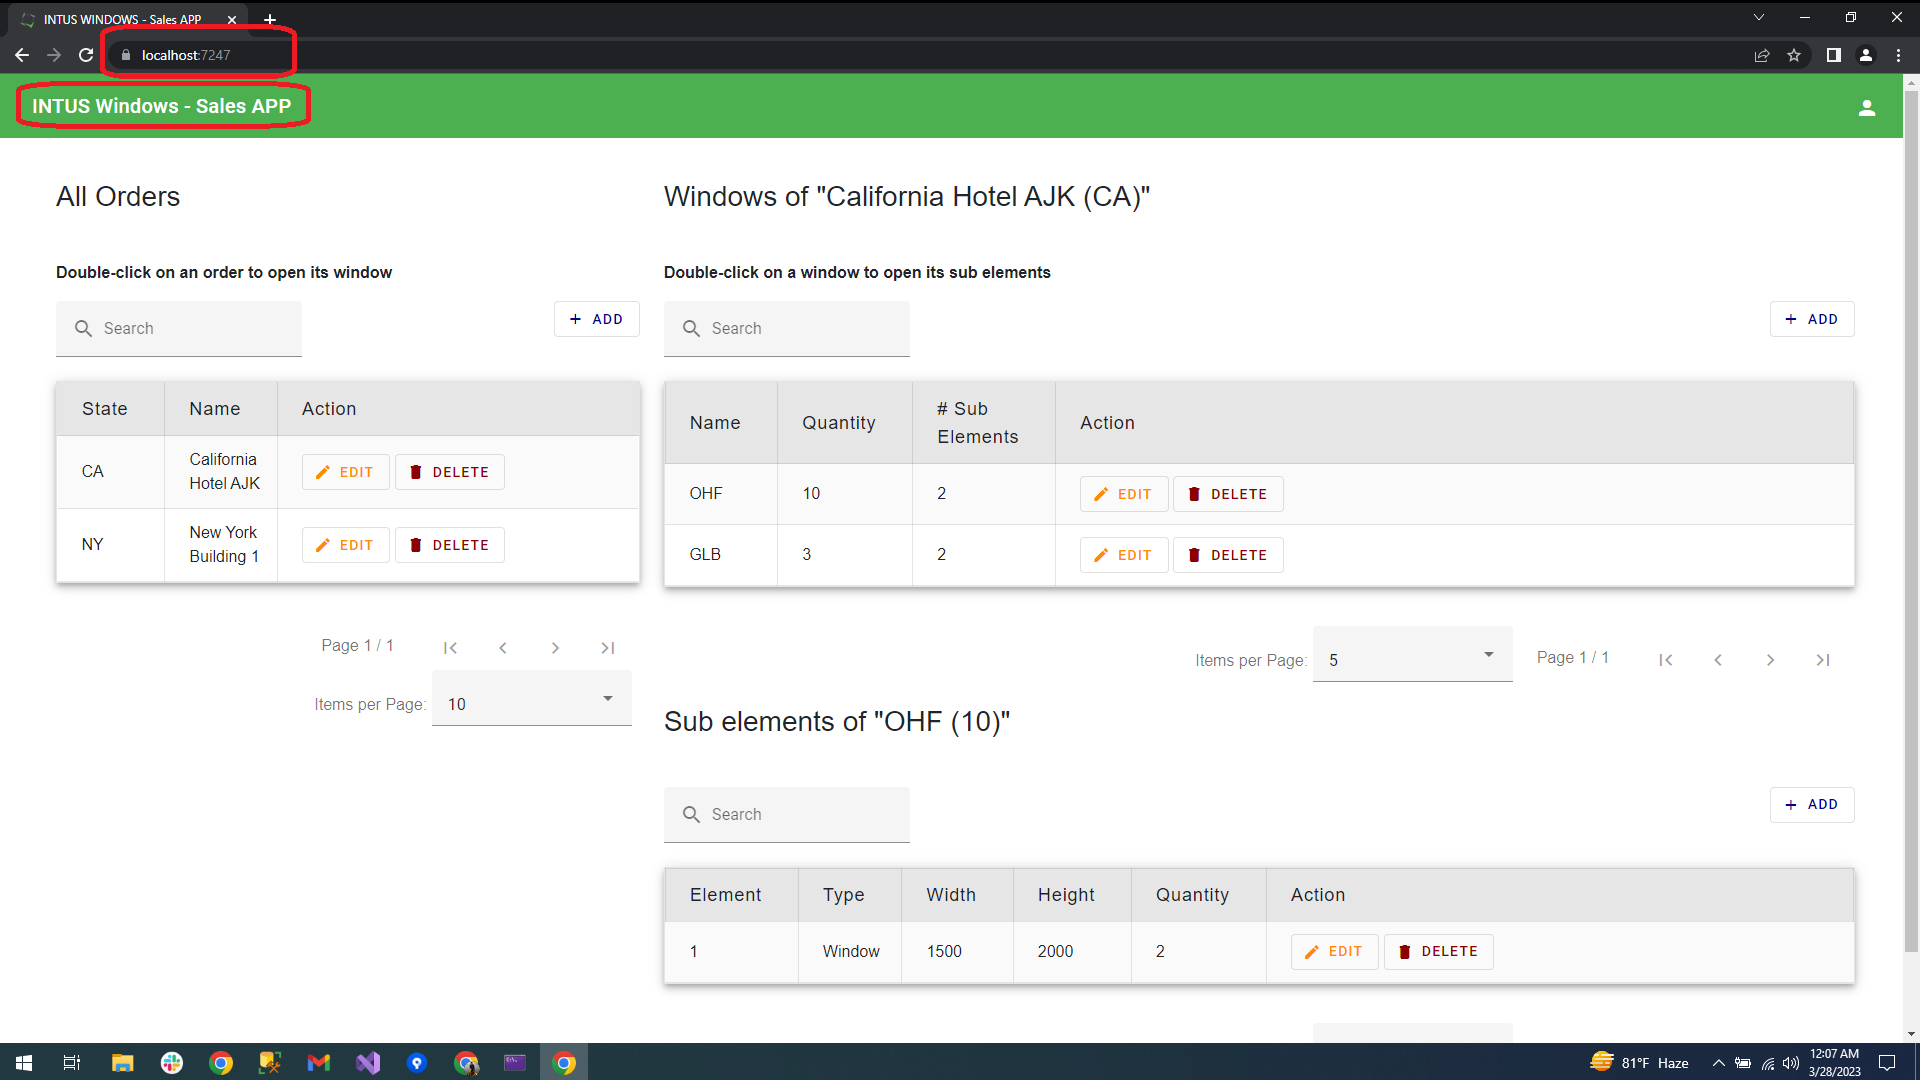 INTUS WINDOWS - Sales APP
localhost:7247
INTUS Windows - Sales APP
All Orders
Double-click on an order to open its window
Search
+ ADD
State Name Action
CA California Hotel AJK EDIT DELETE
NY New York Building 1 EDIT DELETE
Page 1 / 1
Items per Page: 10
Windows of "California Hotel AJK (CA)"
Double-click on a window to open its sub elements
Search
+ ADD
Name Quantity # Sub Elements Action
OHF 10 2 EDIT DELETE
GLB 3 2 EDIT DELETE
Items per Page: 5 Page 1 / 1
Sub elements of "OHF (10)"
Search
+ ADD
Element Type Width Height Quantity Action
1 Window 1500 2000 2 EDIT DELETE
81°F Haze
12:07 AM
3/28/2023